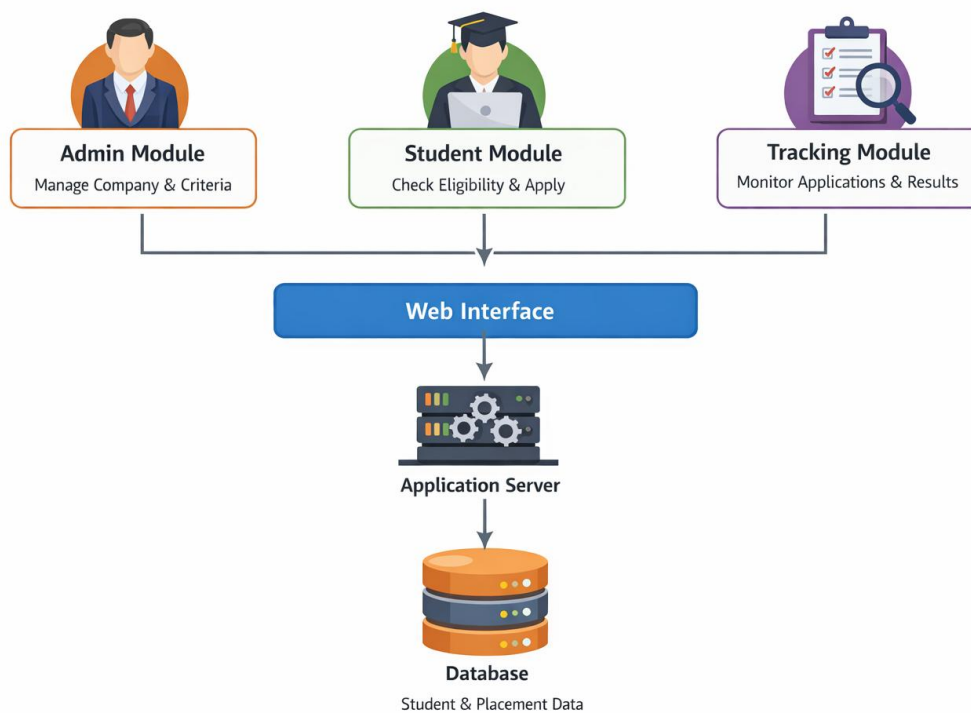 Admin Module
Manage Company & Criteria
Student Module
Check Eligibility & Apply
Tracking Module
Monitor Applications & Results
Web Interface
Application Server
Database
Student & Placement Data